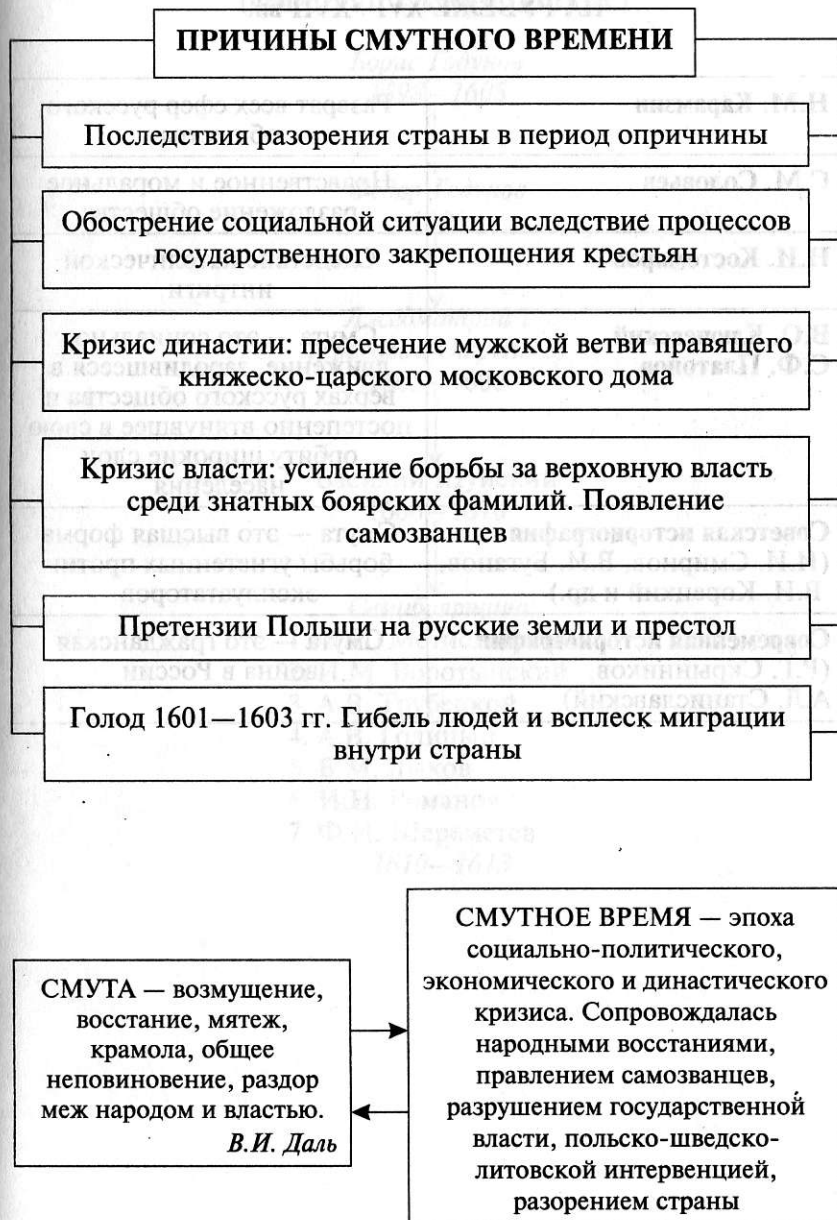 ПРИЧИНЫ СМУТНОГО ВРЕМЕНИ
Последствия разорения страны в период опричнины
Обострение социальной ситуации вследствие процессов
государственного закрепощения крестьян
Кризис династии: пресечение мужской ветви правящего
княжеско-царского московского дома
Кризис власти: усиление борьбы за верховную власть
среди знатных боярских фамилий. Появление
самозванцев
Претензии Польши на русские земли и престол
Голод 1601—1603 гг. Гибель людей и всплеск миграции
внутри страны
СМУТА — возмущение,
восстание, мятеж,
крамола, общее
неповиновение, раздор
меж народом и властью.
В.И. Даль
СМУТНОЕ ВРЕМЯ — эпоха
социально-политического,
экономического и династического
кризиса. Сопровождалась
народными восстаниями,
правлением самозванцев,
разрушением государственной
власти, польско-шведско-
литовской интервенцией,
разорением страны